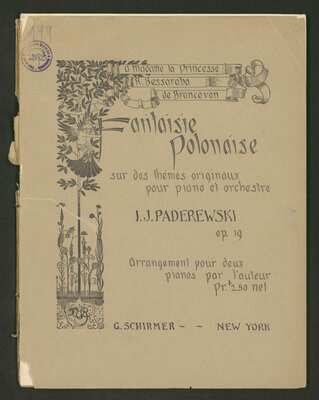 à Madame la Princesse
R. Bessaraba
de Brancovan
Fantaisie
Polonaise
sur des thèmes originaux
pour piano et orchestre
I.J. PADEREWSKI
op. 19
Arrangement pour deux
pianos par l'auteur
Pr. $2.50 net
G. SCHIRMER - - NEW YORK